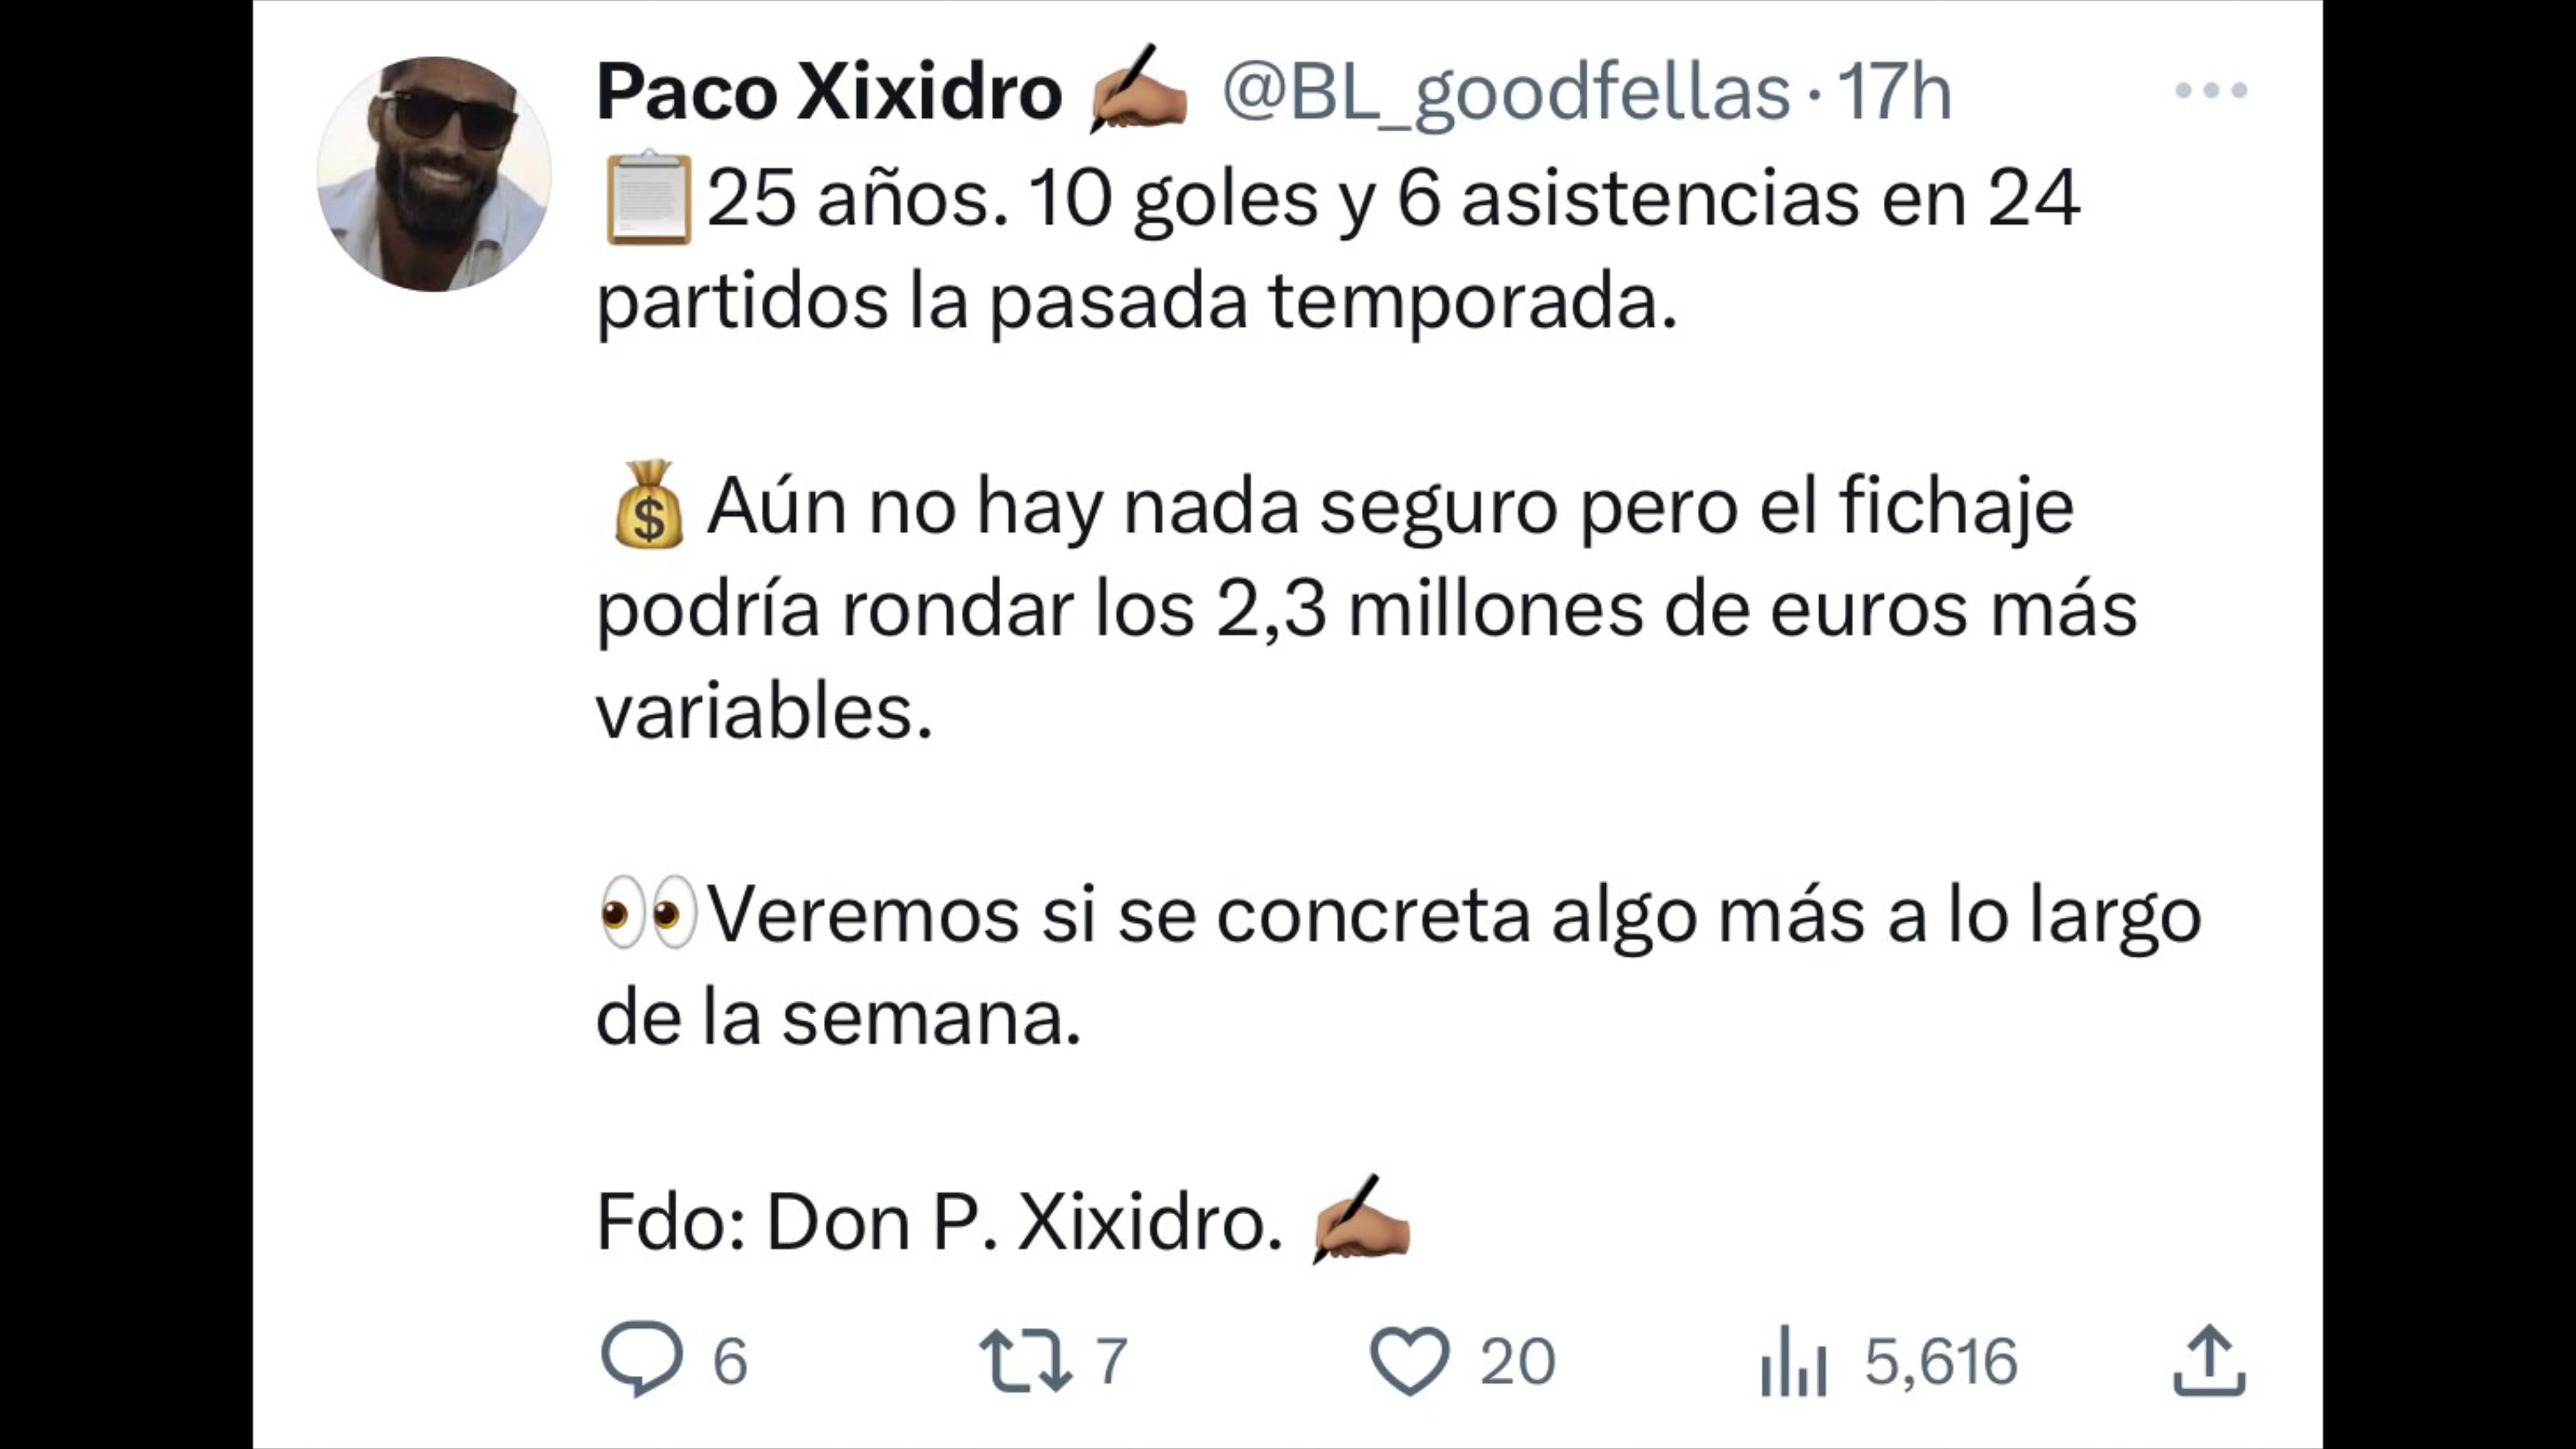 Paco Xixidro ✍🏽 @BL_goodfellas · 17h
📋25 años. 10 goles y 6 asistencias en 24
partidos la pasada temporada.
💰Aún no hay nada seguro pero el fichaje
podría rondar los 2,3 millones de euros más
variables.
👀Veremos si se concreta algo más a lo largo
de la semana.
Fdo: Don P. Xixidro. ✍🏽
6 7 20 5,616